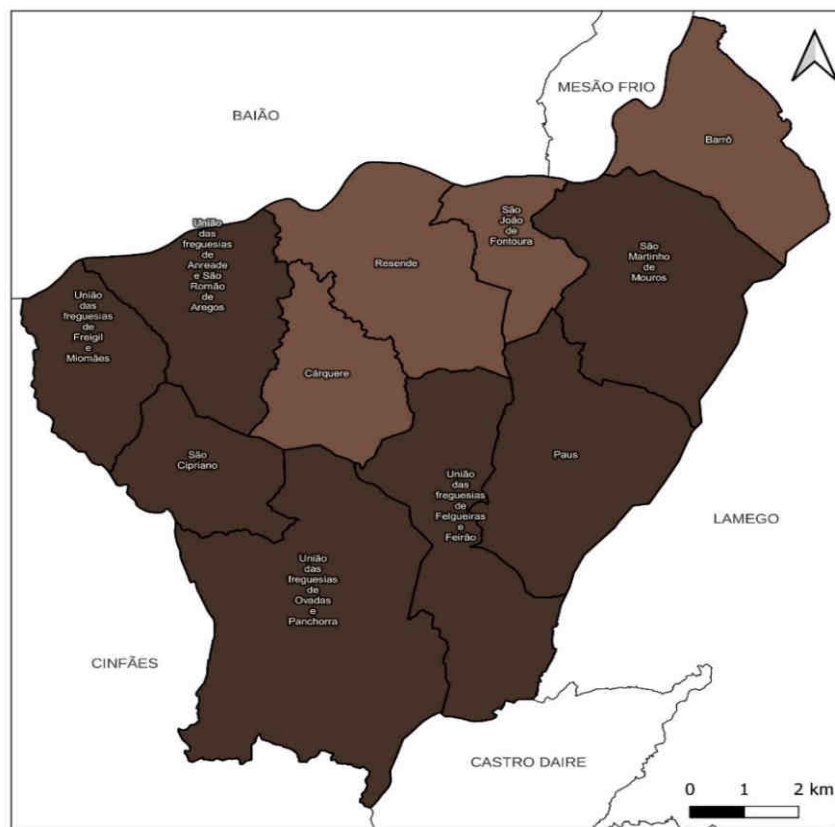 MESÃO FRIO
BAIÃO
Barrô
União
das
freguesias
de
Anreade
e São
Romão
de
Aregos
São
João
de
Fontoura
São
Martinho
de
Mouros
Resende
União
das
freguesias
de
Freigil
e
Miomães
Cárquere
São
Cipriano
Paus
União
das
freguesias
de
Felgueiras
e
Feirão
LAMEGO
União
das
freguesias
de
Ovadas
e
Panchorra
CINFÃES
CASTRO DAIRE
0 1 2 km